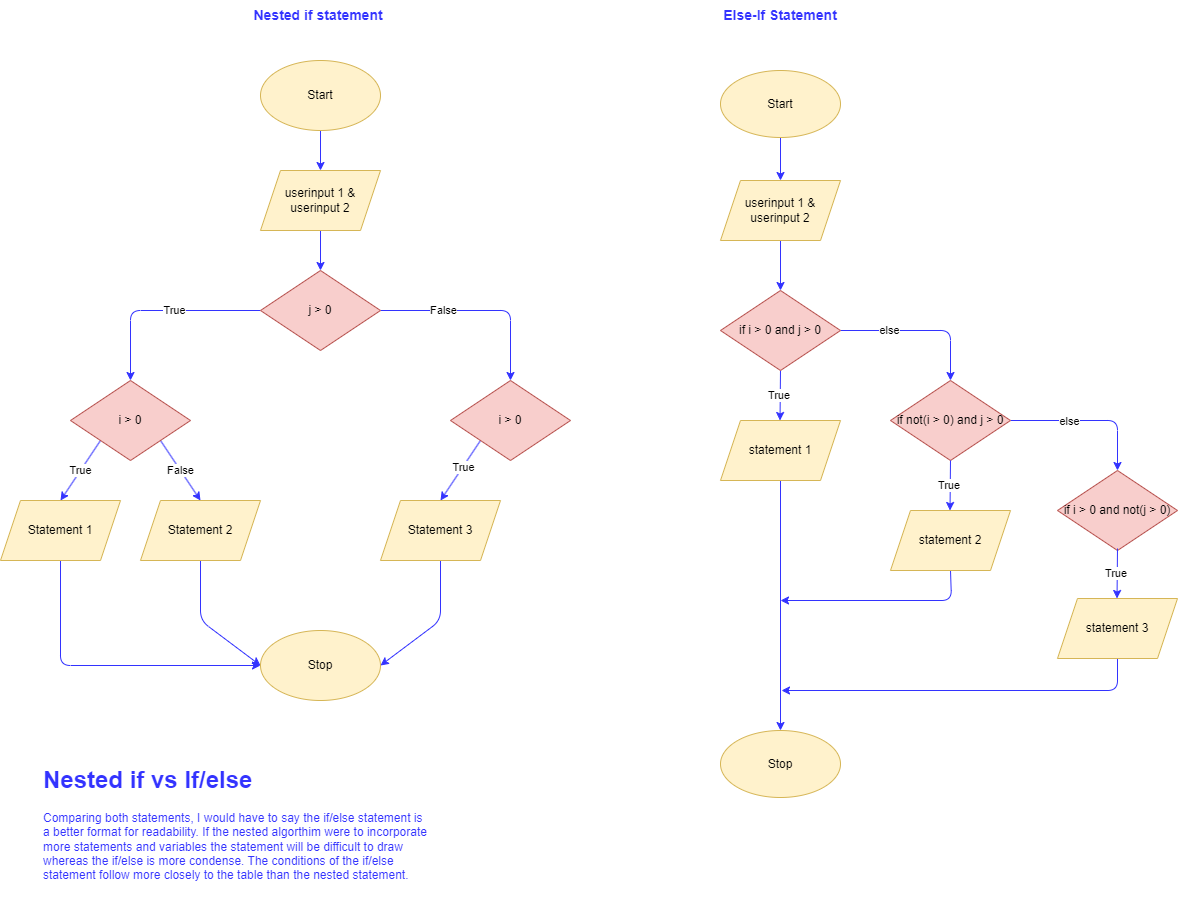 Nested if statement
Start
userinput 1 &
userinput 2
j > 0
True
False
i > 0
i > 0
True
False
True
Statement 1
Statement 2
Statement 3
Stop
Else-If Statement
Start
userinput 1 &
userinput 2
if i > 0 and j > 0
else
True
if not(i > 0) and j > 0
else
statement 1
True
if i > 0 and not(j > 0)
statement 2
True
statement 3
Stop
Nested if vs If/else
Comparing both statements, I would have to say the if/else statement is
a better format for readability. If the nested algorthim were to incorporate
more statements and variables the statement will be difficult to draw
whereas the if/else is more condense. The conditions of the if/else
statement follow more closely to the table than the nested statement.